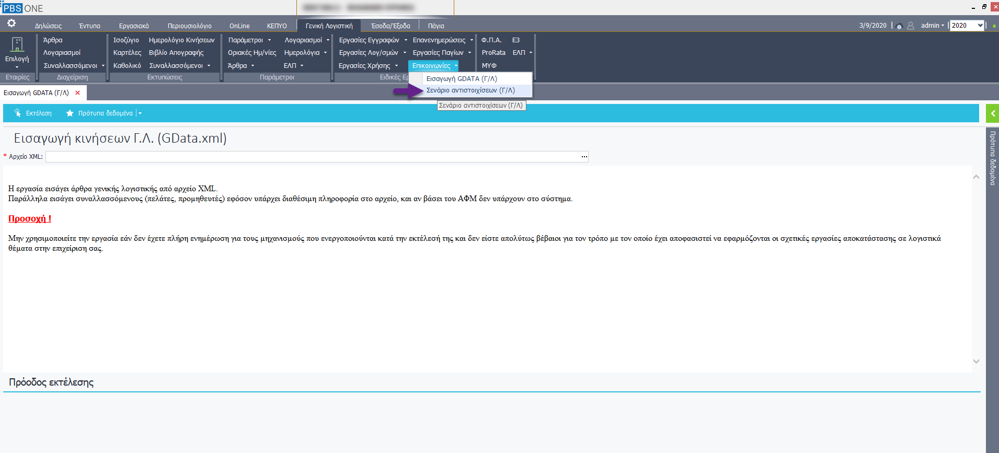 PBS ONE
Δηλώσεις Έντυπα Εργασιακά Περιουσιολόγιο OnLine ΚΕΠΥΟ Γενική Λογιστική Έσοδα/Έξοδα Πάγια 3/9/2020 admin 2020
Άρθρα Ισοζύγιο Ημερολόγιο Κινήσεων Παράμετροι Λογαριασμοί Εργασίες Εγγραφών Επανενημερώσεις Φ.Π.Α. Ε3
Επιλογή Λογαριασμοί Καρτέλες Βιβλίο Απογραφής Οριακές Ημ/νίες Ημερολόγια Εργασίες Λογ/σμών Εργασίες Παγίων ProRata ΕΛΠ
Συναλλασσόμενοι Καθολικό Συναλλασσόμενοι Άρθρα ΕΛΠ Εργασίες Χρήσης Επικοινωνίες ΜΥΦ
Εταιρίες Διαχείριση Εκτυπώσεις Παράμετροι Ειδικές Ερ
Εισαγωγή GDATA (Γ/Λ)
Σενάριο αντιστοιχίσεων (Γ/Λ)
Εισαγωγή GDATA (Γ/Λ)
Σενάριο αντιστοιχίσεων (Γ/Λ)
Εκτέλεση Πρότυπα δεδομένα
Εισαγωγή κινήσεων Γ.Λ. (GData.xml)
* Αρχείο XML: ...
Η εργασία εισάγει άρθρα γενικής λογιστικής από αρχείο XML.
Παράλληλα εισάγει συναλλασσόμενους (πελάτες, προμηθευτές) εφόσον υπάρχει διαθέσιμη πληροφορία στο αρχείο, και αν βάσει του ΑΦΜ δεν υπάρχουν στο σύστημα.
Προσοχή !
Μην χρησιμοποιείτε την εργασία εάν δεν έχετε πλήρη ενημέρωση για τους μηχανισμούς που ενεργοποιούνται κατά την εκτέλεσή της και δεν είστε απολύτως βέβαιοι για τον τρόπο με τον οποίο έχει αποφασιστεί να εφαρμόζονται οι σχετικές εργασίες αποκατάστασης σε λογιστικά
θέματα στην επιχείριση σας.
Πρόοδος εκτέλεσης
Πρότυπα δεδομένα